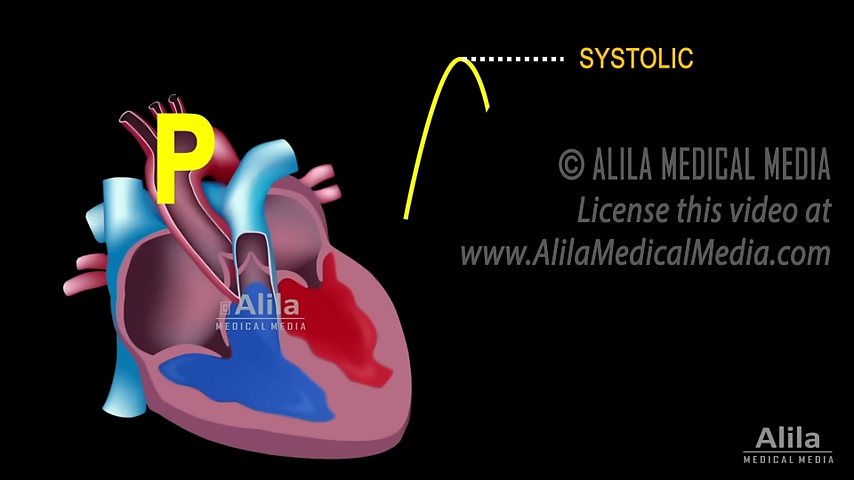 SYSTOLIC
P
© ALILA MEDICAL MEDIA
License this video at
www.AlilaMedicalMedia.com
© Alila
MEDICAL MEDIA
Alila
MEDICAL MEDIA